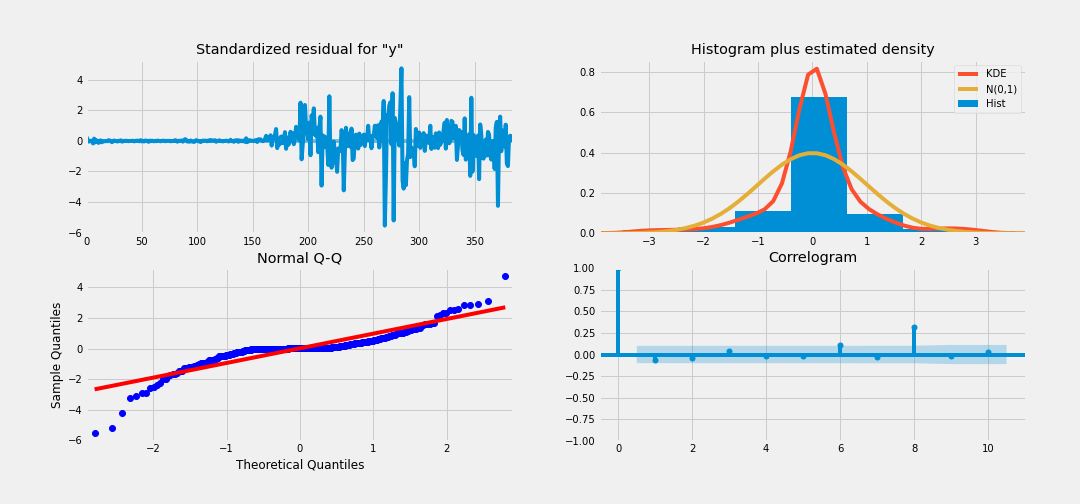 Standardized residual for "y"
4
2
0
−2
−4
−6
0 50 100 150 200 250 300 350
Histogram plus estimated density
KDE
N(0,1)
Hist
0.8
0.6
0.4
0.2
0.0
−3 −2 −1 0 1 2 3
Normal Q-Q
Sample Quantiles
4
2
0
−2
−4
−6
−2 −1 0 1 2
Theoretical Quantiles
Correlogram
1.00
0.75
0.50
0.25
0.00
−0.25
−0.50
−0.75
−1.00
0 2 4 6 8 10